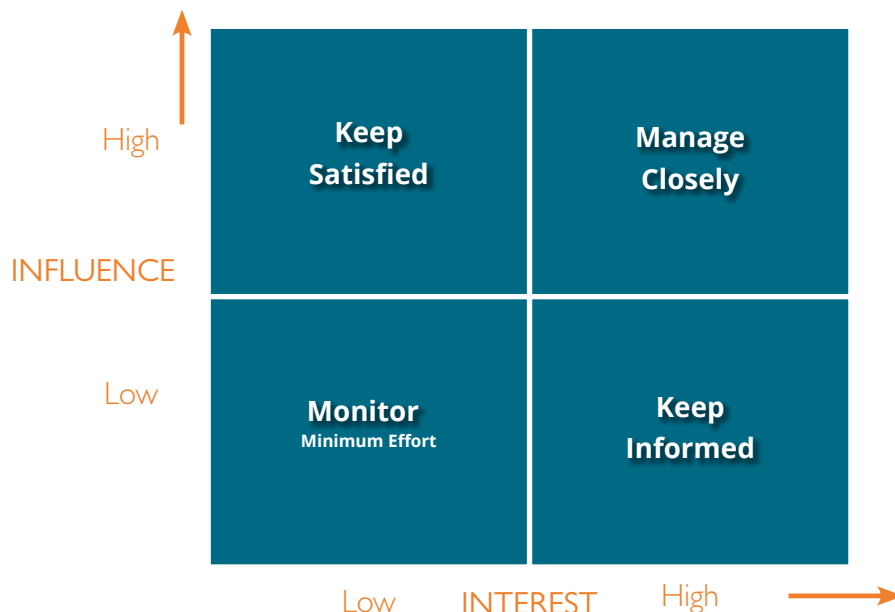 High
Keep
Satisfied
Manage
Closely
INFLUENCE
Low
Monitor
Minimum Effort
Keep
Informed
Low
INTEREST
High